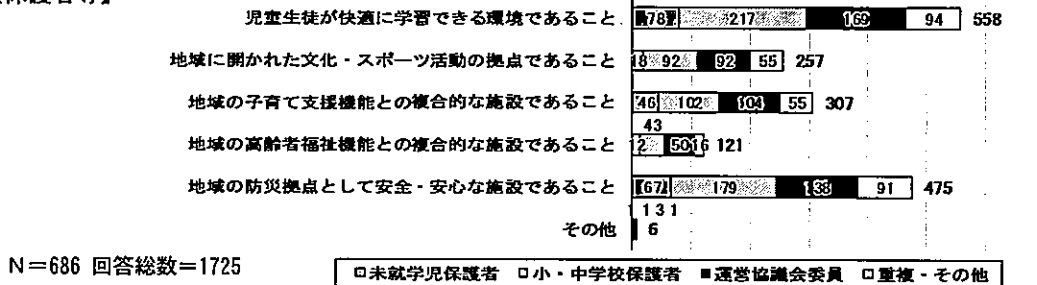 児童生徒が快適に学習できる環境であること 78 217 169 94 558
地域に開かれた文化・スポーツ活動の拠点であること 18 92 92 55 257
地域の子育て支援機能との複合的な施設であること 46 102 104 55 307
43
地域の高齢者福祉機能との複合的な施設であること 12 50 16 121
地域の防災拠点として安全・安心な施設であること 67 179 138 91 475
1 1 3 1
その他 6
N=686 回答総数=1725
未就学児保護者 小・中学校保護者 運営協議会委員 重複・その他